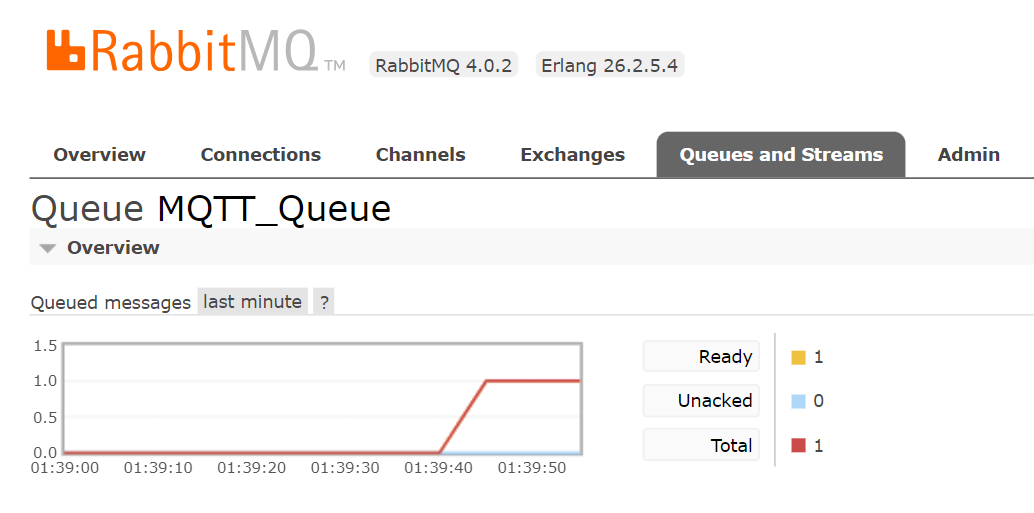 RabbitMQ TM RabbitMQ 4.0.2 Erlang 26.2.5.4
Overview Connections Channels Exchanges Queues and Streams Admin
Queue MQTT_Queue
Overview
Queued messages last minute ?
1.5
1.0
0.5
0.0
01:39:00 01:39:10 01:39:20 01:39:30 01:39:40 01:39:50
Ready 1
Unacked 0
Total 1